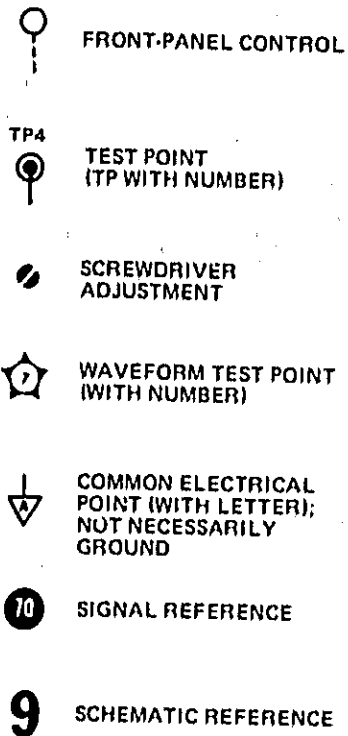 FRONT-PANEL CONTROL
TP4
TEST POINT
(TP WITH NUMBER)
SCREWDRIVER
ADJUSTMENT
7
WAVEFORM TEST POINT
(WITH NUMBER)
A
COMMON ELECTRICAL
POINT (WITH LETTER);
NOT NECESSARILY
GROUND
10
SIGNAL REFERENCE
9
SCHEMATIC REFERENCE